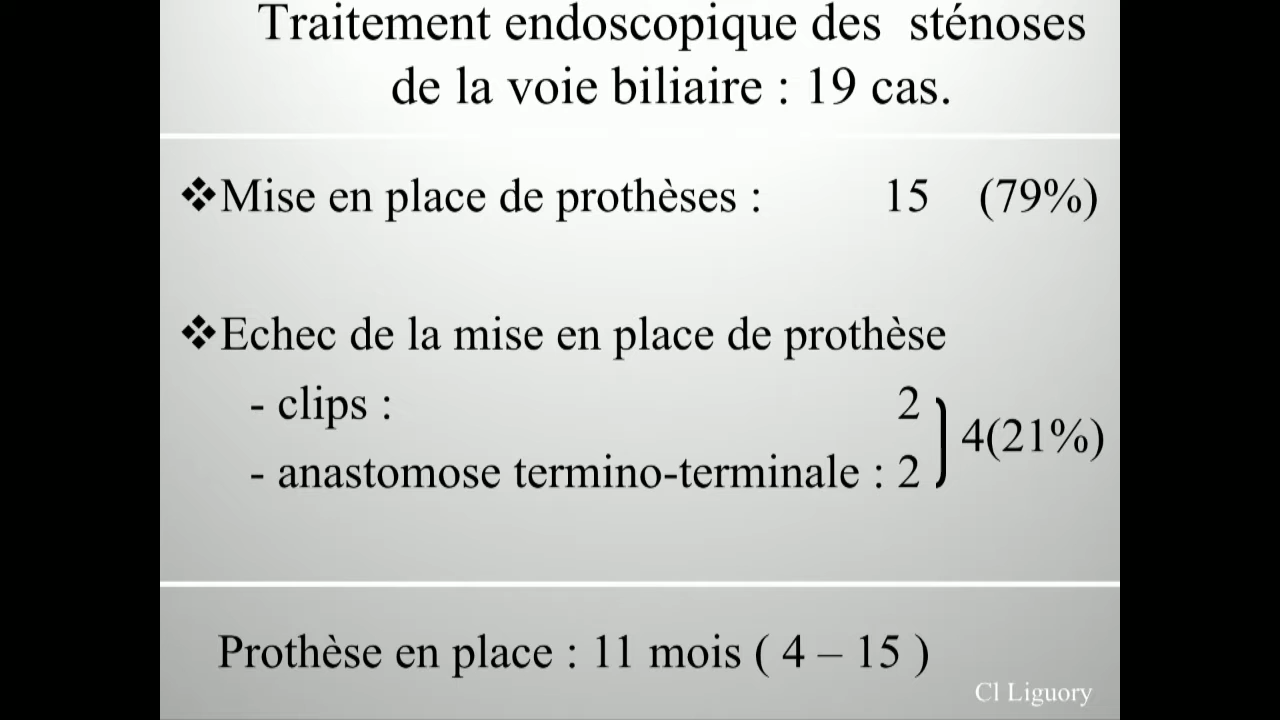 Traitement endoscopique des sténoses
de la voie biliaire : 19 cas.
❖Mise en place de prothèses : 15 (79%)
❖Echec de la mise en place de prothèse
- clips : 2
4(21%)
- anastomose termino-terminale : 2
Prothèse en place : 11 mois ( 4 – 15 )
Cl Liguory